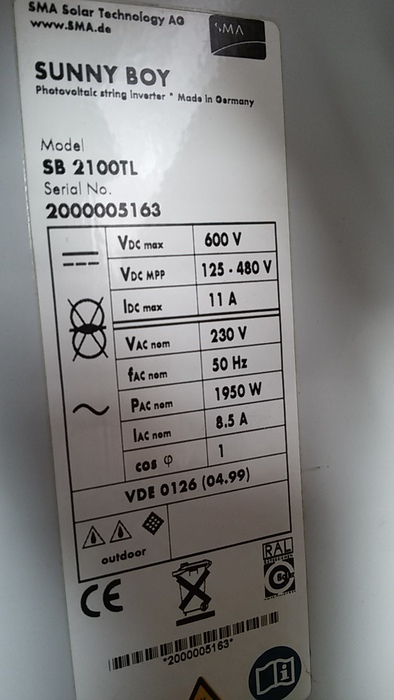 SMA Solar Technology AG
www.SMA.de
SMA
SUNNY BOY
Photovoltaic string inverter * Made in Germany
Model
SB 2100TL
Serial No.
2000005163
VDC max 600 V
VDC MPP 125 - 480 V
IDC max 11 A
VAC nom 230 V
fAC nom 50 Hz
PAC nom 1950 W
IAC nom 8.5 A
cos φ 1
VDE 0126 (04.99)
outdoor
RAL
CE
*2000005163*